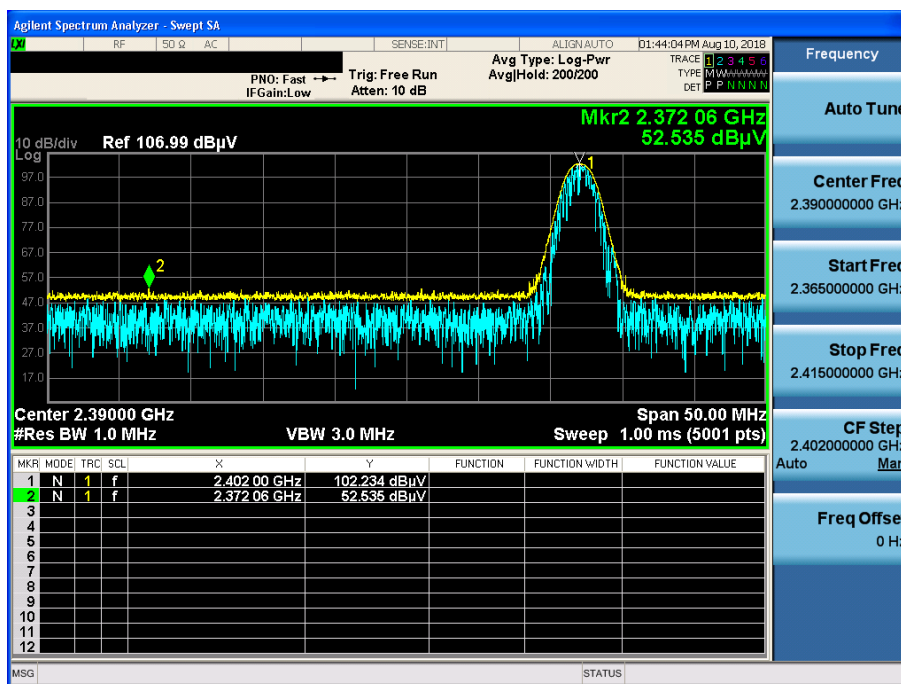 Agilent Spectrum Analyzer - Swept SA
LXI RF 50 Ω AC SENSE:INT ALIGN AUTO 01:44:04 PM Aug 10, 2018
Frequency
PNO: Fast
IFGain:Low
Trig: Free Run
Atten: 10 dB
Avg Type: Log-Pwr
Avg|Hold: 200/200
TRACE 1 2 3 4 5 6
TYPE MWWWWW
DET P P N N N N
Auto Tune
Mkr2 2.372 06 GHz
52.535 dBµV
10 dB/div Ref 106.99 dBµV
Log
97.0
87.0
77.0
67.0
57.0
47.0
37.0
27.0
17.0
1
2
Center Freq
2.390000000 GHz
Start Freq
2.365000000 GHz
Stop Freq
2.415000000 GHz
Center 2.39000 GHz Span 50.00 MHz
#Res BW 1.0 MHz VBW 3.0 MHz Sweep 1.00 ms (5001 pts)
CF Step
2.402000000 GHz
Auto Man
MKR MODE TRC SCL X Y FUNCTION FUNCTION WIDTH FUNCTION VALUE
1 N 1 f 2.402 00 GHz 102.234 dBµV
2 N 1 f 2.372 06 GHz 52.535 dBµV
3
4
5
6
7
8
9
10
11
12
Freq Offset
0 Hz
MSG STATUS